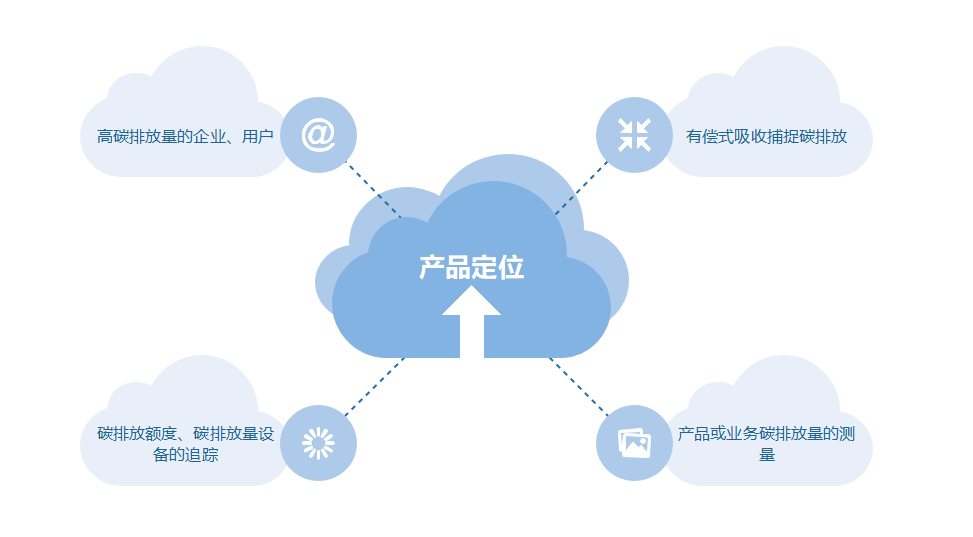 高碳排放量的企业、用户
有偿式吸收捕捉碳排放
产品定位
碳排放额度、碳排放量设
备的追踪
产品或业务碳排放量的测
量